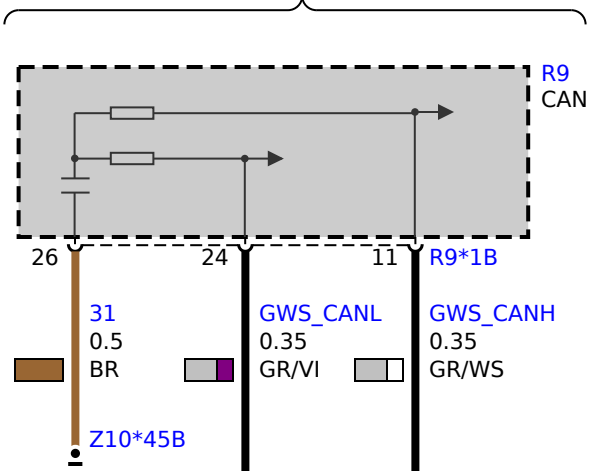 R9
CAN
26
24
11
R9*1B
31
0.5
BR
GWS_CANL
0.35
GR/VI
GWS_CANH
0.35
GR/WS
Z10*45B